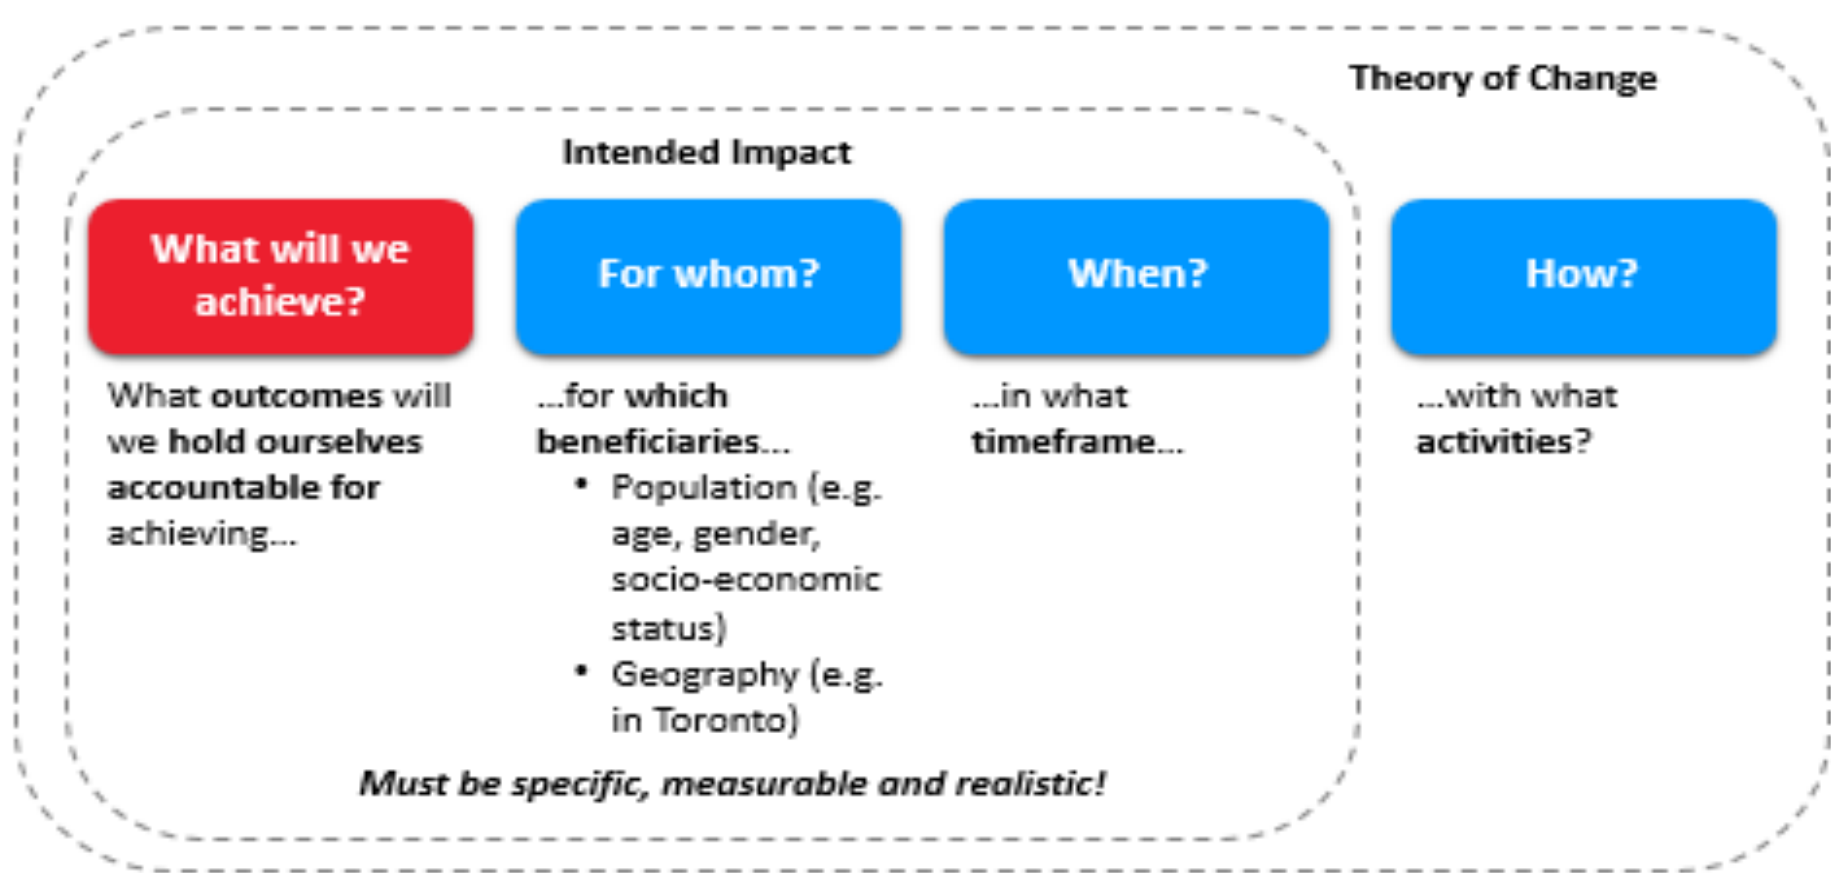 Theory of Change
Intended Impact
What will we
achieve?
What outcomes will
we hold ourselves
accountable for
achieving...
For whom?
...for which
beneficiaries...
• Population (e.g.
age, gender,
socio-economic
status)
• Geography (e.g.
in Toronto)
When?
...in what
timeframe...
How?
...with what
activities?
Must be specific, measurable and realistic!